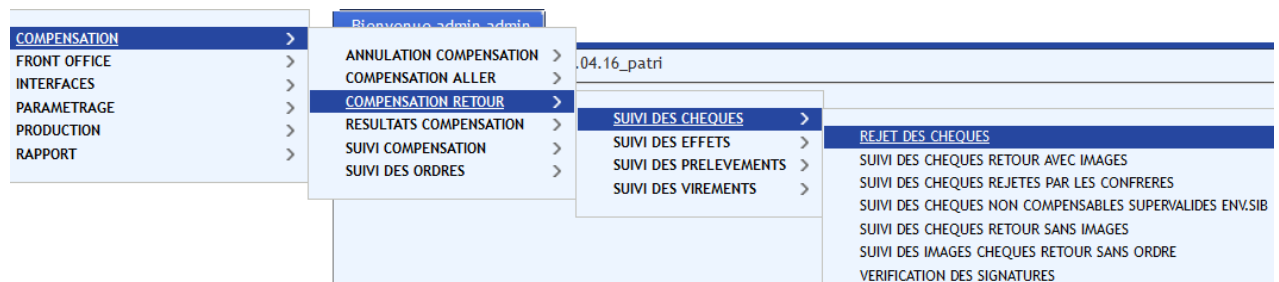 COMPENSATION
FRONT OFFICE
INTERFACES
PARAMETRAGE
PRODUCTION
RAPPORT
Bienvenue admin admin
ANNULATION COMPENSATION
COMPENSATION ALLER
COMPENSATION RETOUR
RESULTATS COMPENSATION
SUIVI COMPENSATION
SUIVI DES ORDRES
.04.16_patri
SUIVI DES CHEQUES
SUIVI DES EFFETS
SUIVI DES PRELEVEMENTS
SUIVI DES VIREMENTS
REJET DES CHEQUES
SUIVI DES CHEQUES RETOUR AVEC IMAGES
SUIVI DES CHEQUES REJETES PAR LES CONFRERES
SUIVI DES CHEQUES NON COMPENSABLES SUPERVALIDES ENV.SIB
SUIVI DES CHEQUES RETOUR SANS IMAGES
SUIVI DES IMAGES CHEQUES RETOUR SANS ORDRE
VERIFICATION DES SIGNATURES